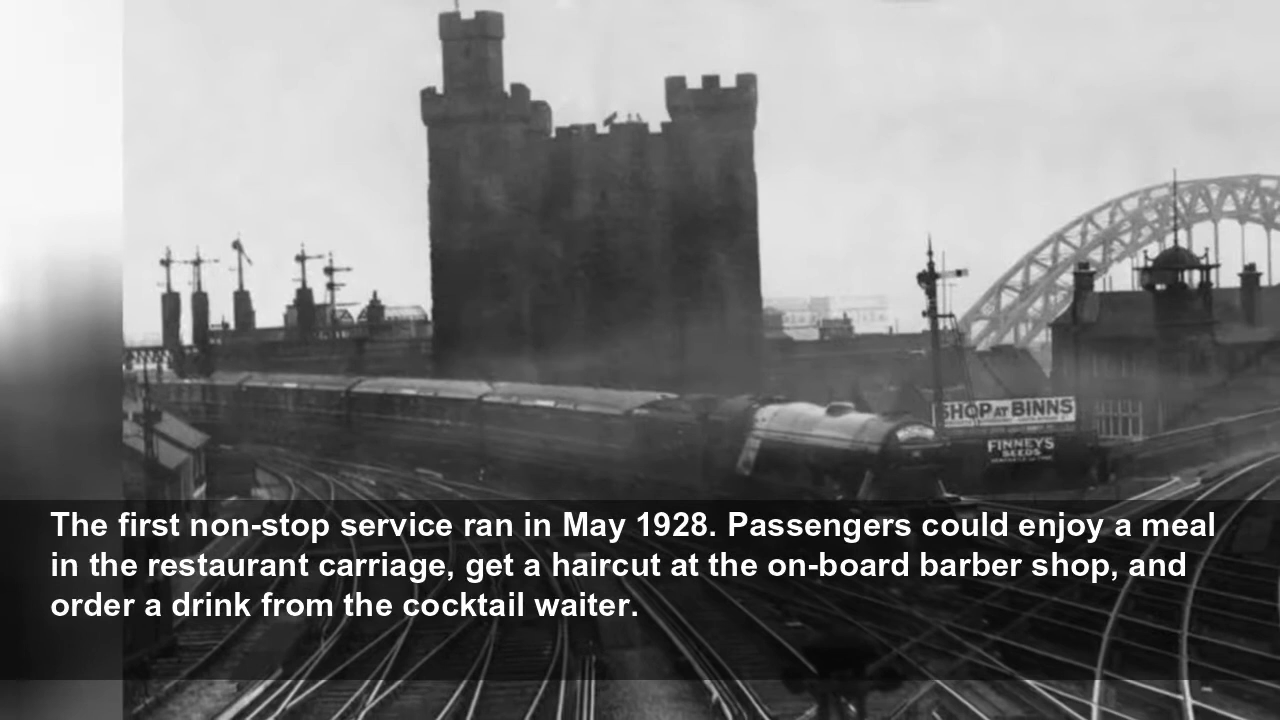 SHOP AT BINNS
FINNEYS
SEEDS
The first non-stop service ran in May 1928. Passengers could enjoy a meal
in the restaurant carriage, get a haircut at the on-board barber shop, and
order a drink from the cocktail waiter.